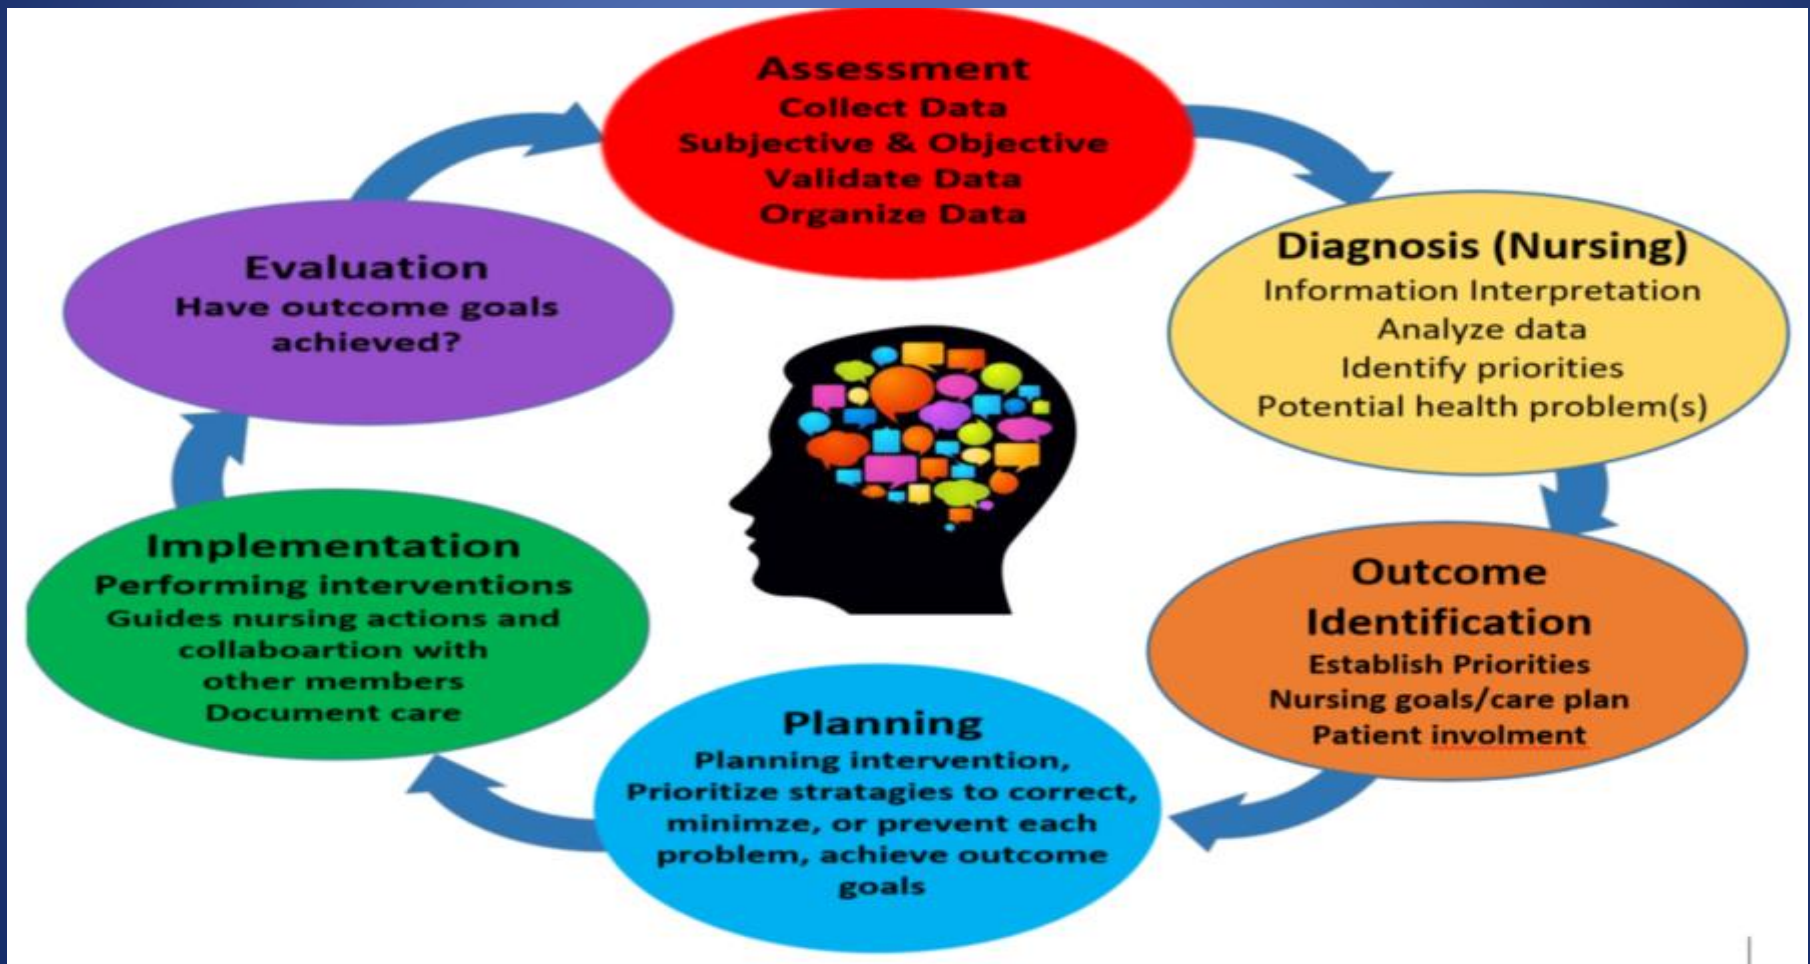 Assessment
Collect Data
Subjective & Objective
Validate Data
Organize Data
Diagnosis (Nursing)
Information Interpretation
Analyze data
Identify priorities
Potential health problem(s)
Outcome
Identification
Establish Priorities
Nursing goals/care plan
Patient involment
Planning
Planning intervention,
Prioritize stratagies to correct,
minimze, or prevent each
problem, achieve outcome
goals
Implementation
Performing interventions
Guides nursing actions and
collaboartion with
other members
Document care
Evaluation
Have outcome goals
achieved?